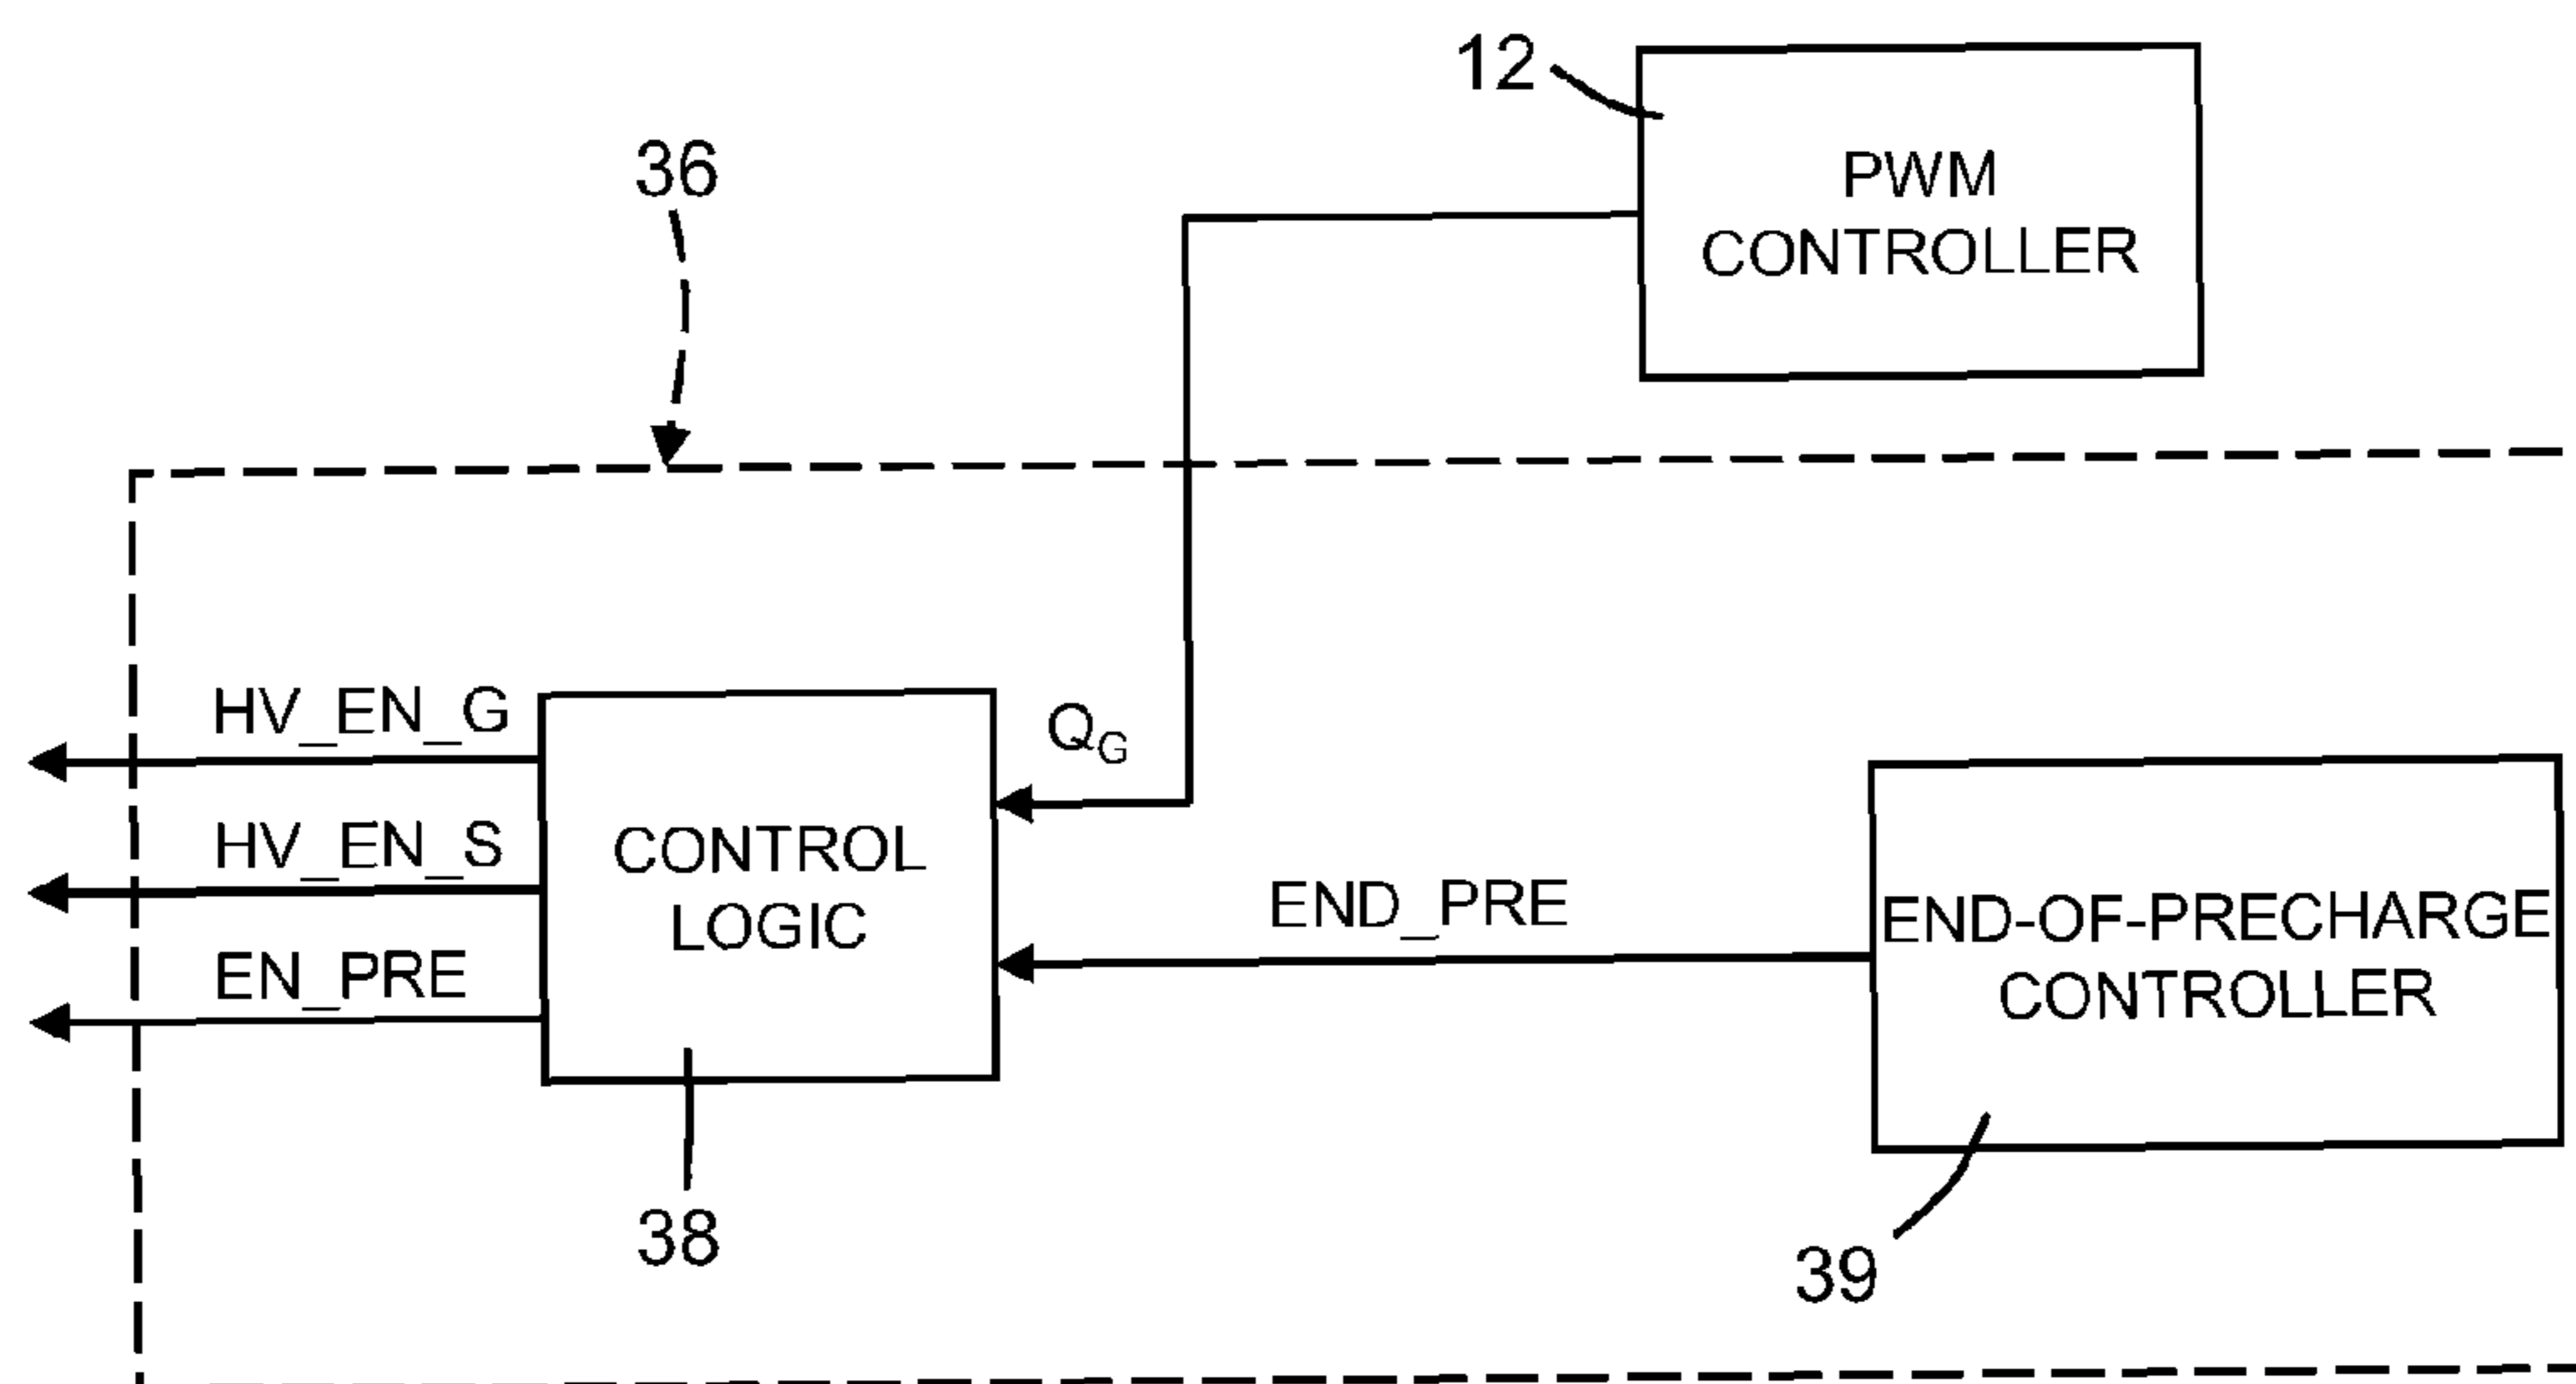 12
PWM
CONTROLLER
36
HV_EN_G
HV_EN_S
EN_PRE
CONTROL
LOGIC
QG
END_PRE
END-OF-PRECHARGE
CONTROLLER
38
39